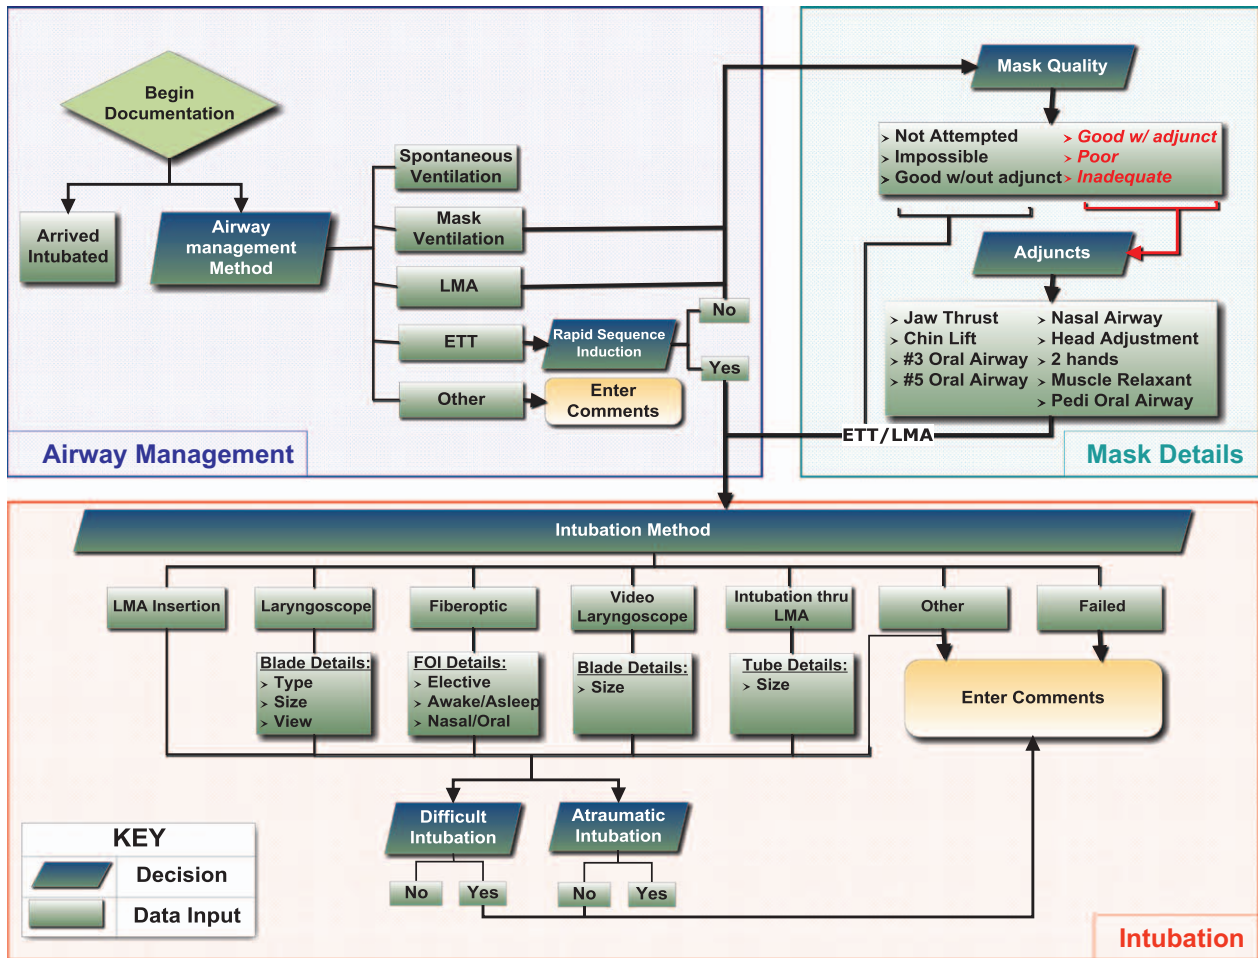 Begin
Documentation
Arrived
Intubated
Airway
management
Method
Spontaneous
Ventilation
Mask
Ventilation
LMA
ETT
Other
Rapid Sequence
Induction
Enter
Comments
No
Yes
Airway Management
Mask Quality
➢ Not Attempted
➢ Impossible
➢ Good w/out adjunct
➢ Good w/ adjunct
➢ Poor
➢ Inadequate
Adjuncts
➢ Jaw Thrust
➢ Chin Lift
➢ #3 Oral Airway
➢ #5 Oral Airway
➢ Nasal Airway
➢ Head Adjustment
➢ 2 hands
➢ Muscle Relaxant
➢ Pedi Oral Airway
ETT/LMA
Mask Details
Intubation Method
LMA Insertion
Laryngoscope
Fiberoptic
Video
Laryngoscope
Intubation thru
LMA
Other
Failed
Blade Details:
➢ Type
➢ Size
➢ View
FOI Details:
➢ Elective
➢ Awake/Asleep
➢ Nasal/Oral
Blade Details:
➢ Size
Tube Details:
➢ Size
Enter Comments
Difficult
Intubation
Atraumatic
Intubation
No
Yes
No
Yes
KEY
Decision
Data Input
Intubation